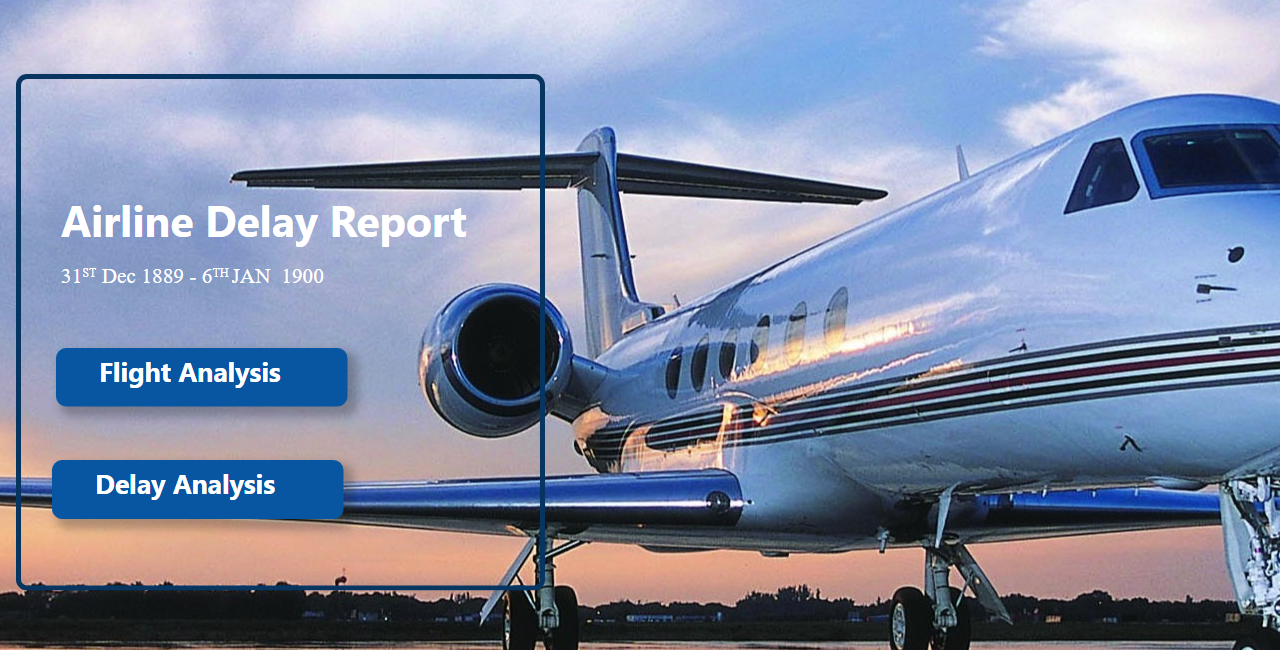 Airline Delay Report
31ST Dec 1889 - 6TH JAN 1900
Flight Analysis
Delay Analysis